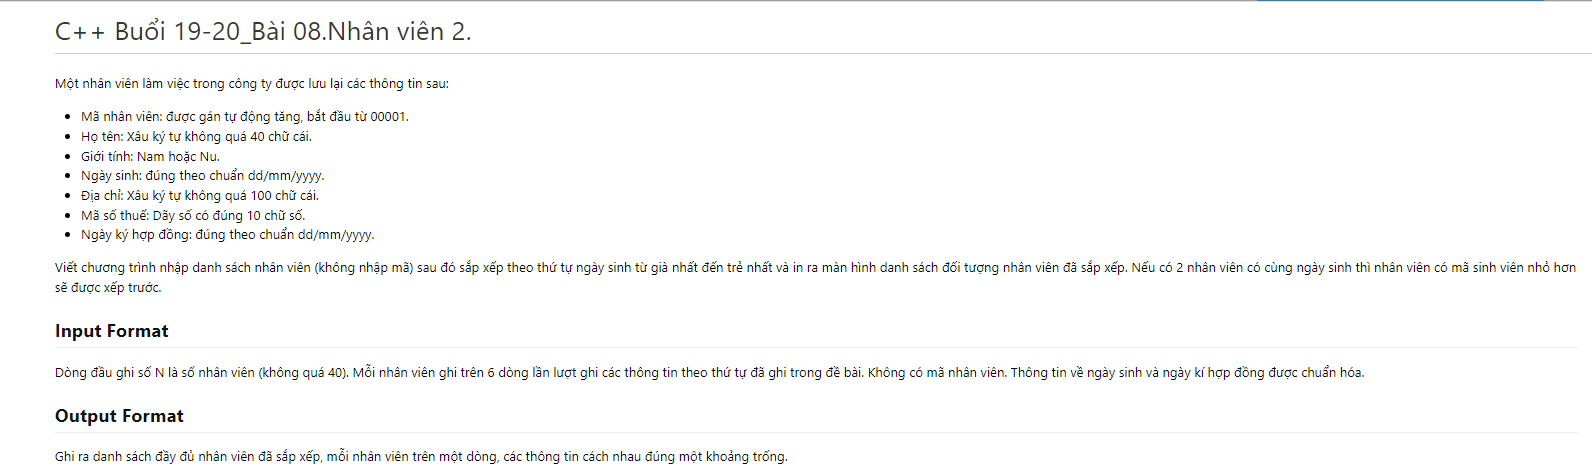 C++ Buổi 19-20_Bài 08.Nhân viên 2.
Một nhân viên làm việc trong công ty được lưu lại các thông tin sau:
Mã nhân viên: được gán tự động tăng, bắt đầu từ 00001.
Họ tên: Xâu ký tự không quá 40 chữ cái.
Giới tính: Nam hoặc Nu.
Ngày sinh: đúng theo chuẩn dd/mm/yyyy.
Địa chỉ: Xâu ký tự không quá 100 chữ cái.
Mã số thuế: Dãy số có đúng 10 chữ số.
Ngày ký hợp đồng: đúng theo chuẩn dd/mm/yyyy.
Viết chương trình nhập danh sách nhân viên (không nhập mã) sau đó sắp xếp theo thứ tự ngày sinh từ già nhất đến trẻ nhất và in ra màn hình danh sách đối tượng nhân viên đã sắp xếp. Nếu có 2 nhân viên có cùng ngày sinh thì nhân viên có mã sinh viên nhỏ hơn
sẽ được xếp trước.
Input Format
Dòng đầu ghi số N là số nhân viên (không quá 40). Mỗi nhân viên ghi trên 6 dòng lần lượt ghi các thông tin theo thứ tự đã ghi trong đề bài. Không có mã nhân viên. Thông tin về ngày sinh và ngày kí hợp đồng được chuẩn hóa.
Output Format
Ghi ra danh sách đầy đủ nhân viên đã sắp xếp, mỗi nhân viên trên một dòng, các thông tin cách nhau đúng một khoảng trống.